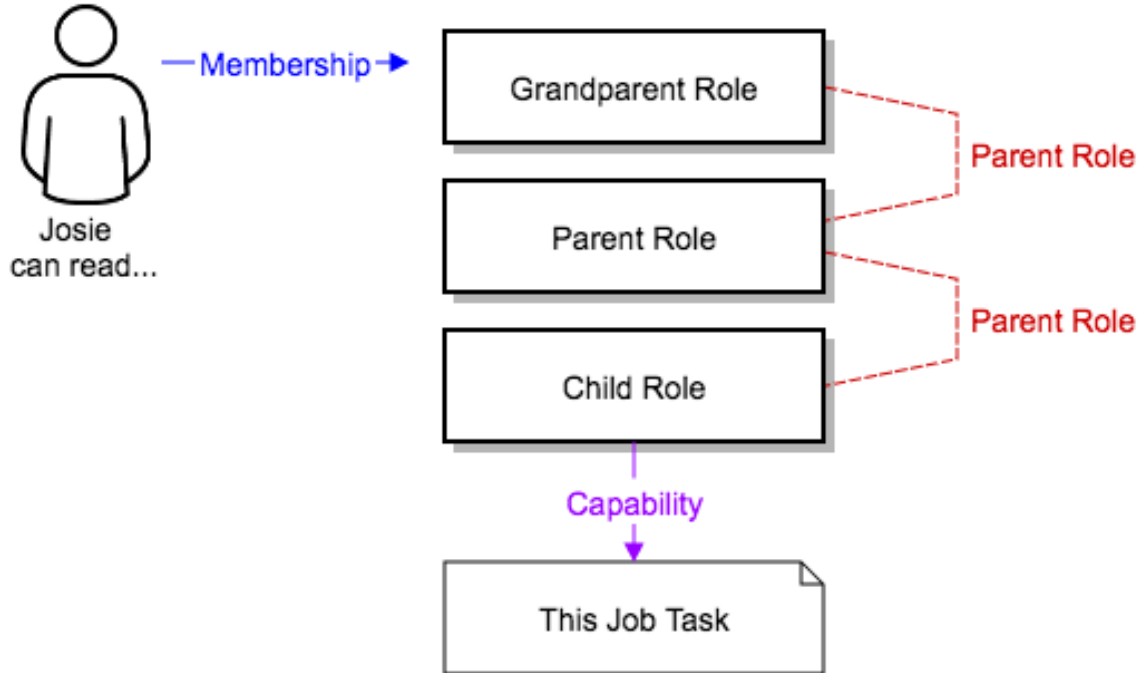 Membership
Grandparent Role
Parent Role
Parent Role
Josie
can read...
Parent Role
Child Role
Capability
This Job Task